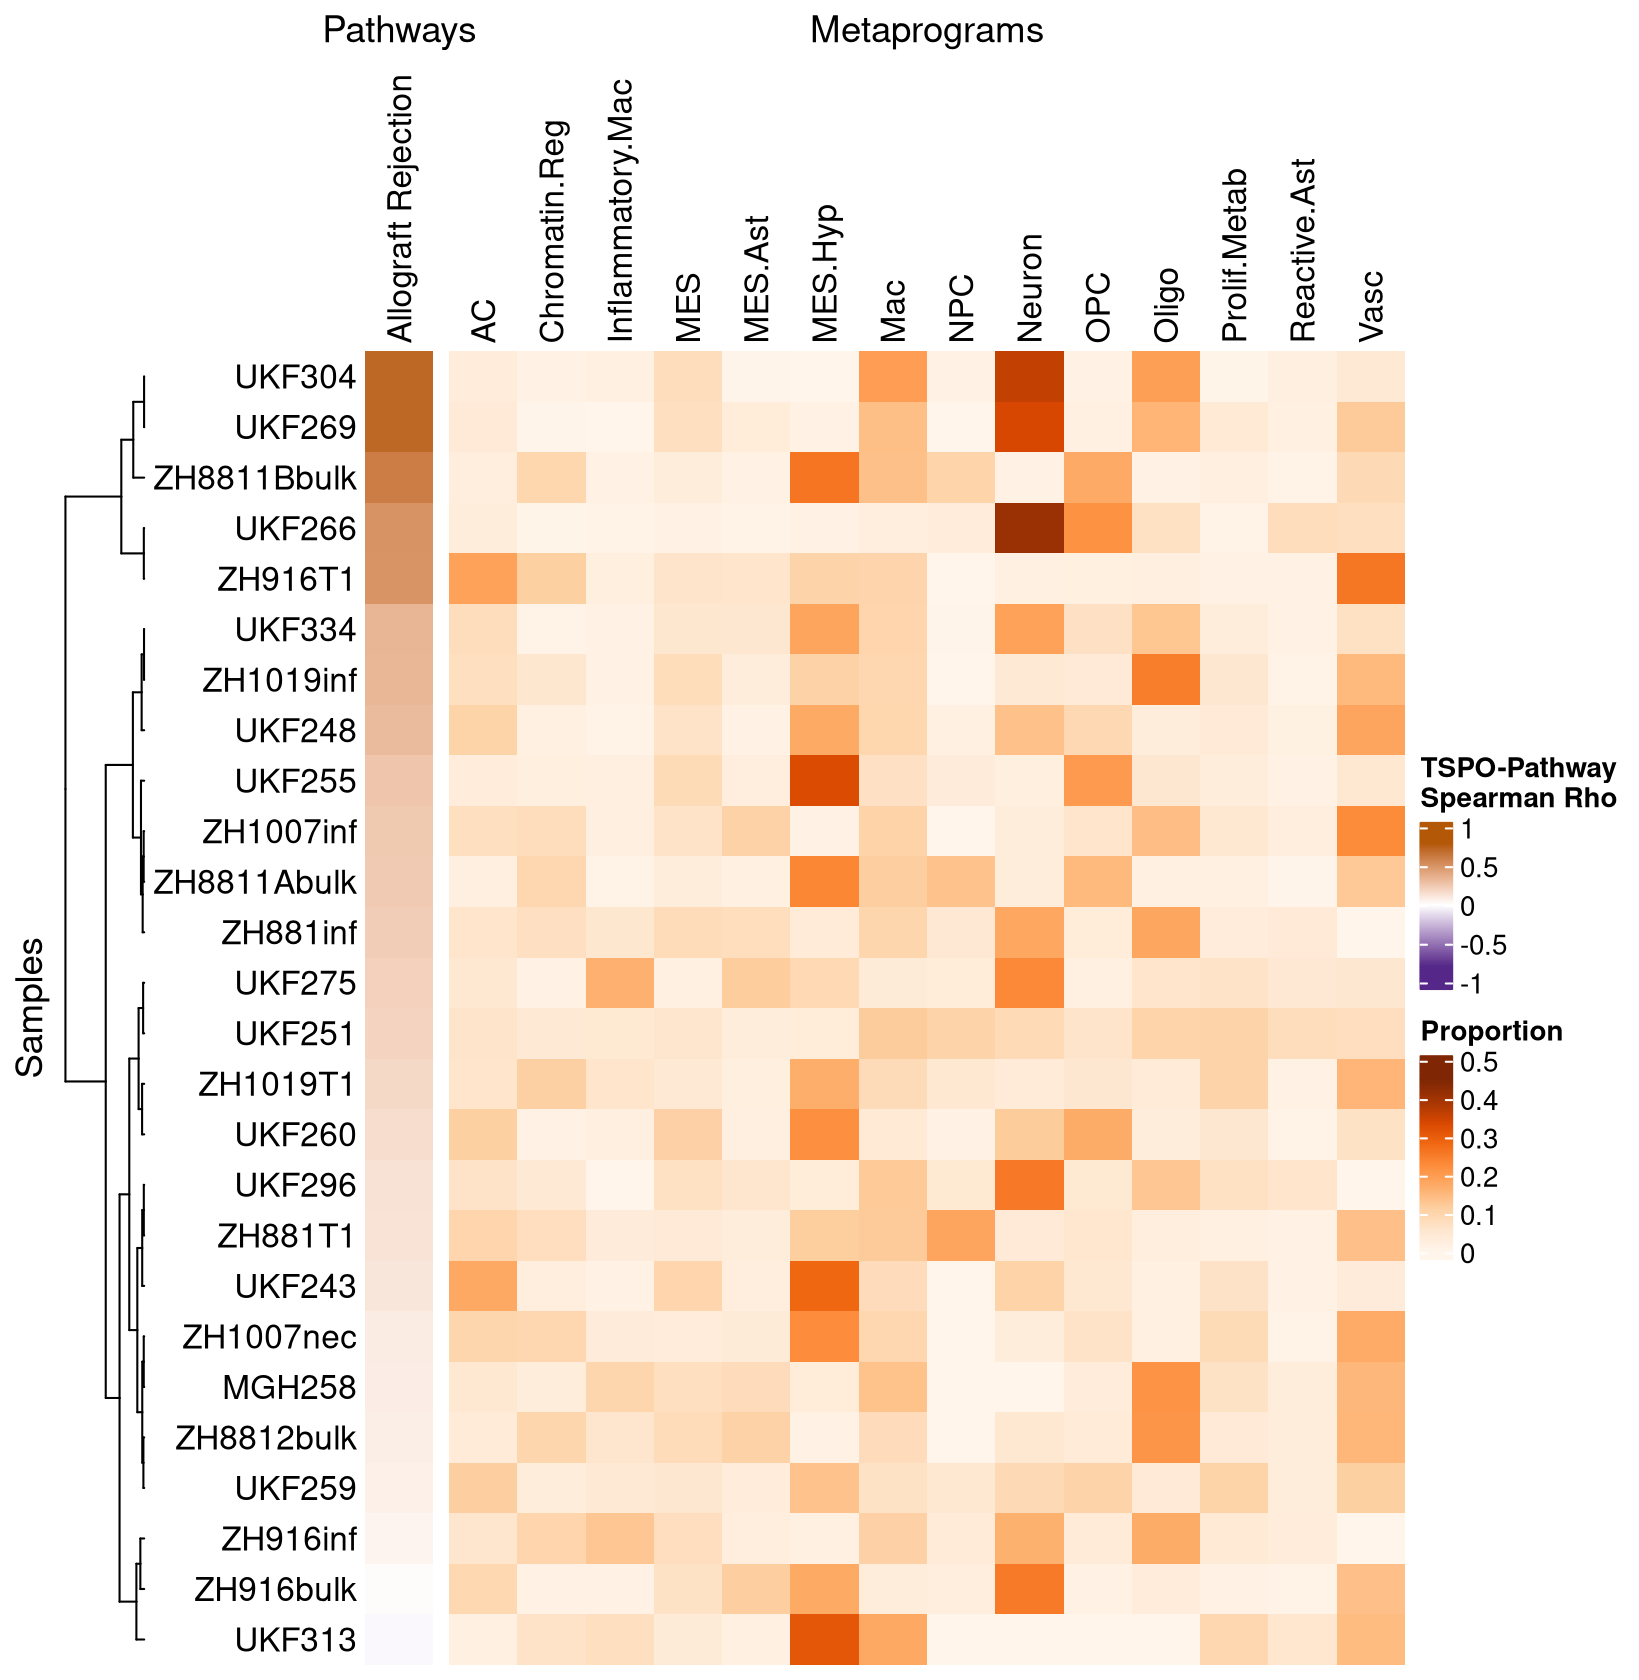 Pathways
Metaprograms
Allograft Rejection
AC
Chromatin.Reg
Inflammatory.Mac
MES
MES.Ast
MES.Hyp
Mac
NPC
Neuron
OPC
Oligo
Prolif.Metab
Reactive.Ast
Vasc
Samples
UKF304
UKF269
ZH8811Bbulk
UKF266
ZH916T1
UKF334
ZH1019inf
UKF248
UKF255
ZH1007inf
ZH8811Abulk
ZH881inf
UKF275
UKF251
ZH1019T1
UKF260
UKF296
ZH881T1
UKF243
ZH1007nec
MGH258
ZH8812bulk
UKF259
ZH916inf
ZH916bulk
UKF313
TSPO-Pathway
Spearman Rho
1
0.5
0
-0.5
-1
Proportion
0.5
0.4
0.3
0.2
0.1
0